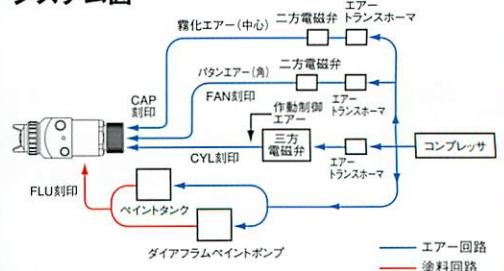 システム図
霧化エアー(中心)
二方電磁弁
エアー
トランスホーマ
パタンエアー(角)
二方電磁弁
CAP
刻印
FAN刻印
エアー
トランスホーマ
作動制御
エアー
三方
電磁弁
コンプレッサ
CYL刻印
エアー
トランスホーマ
FLU刻印
ペイントタンク
ダイアフラムペイントポンプ
エアー回路
塗料回路